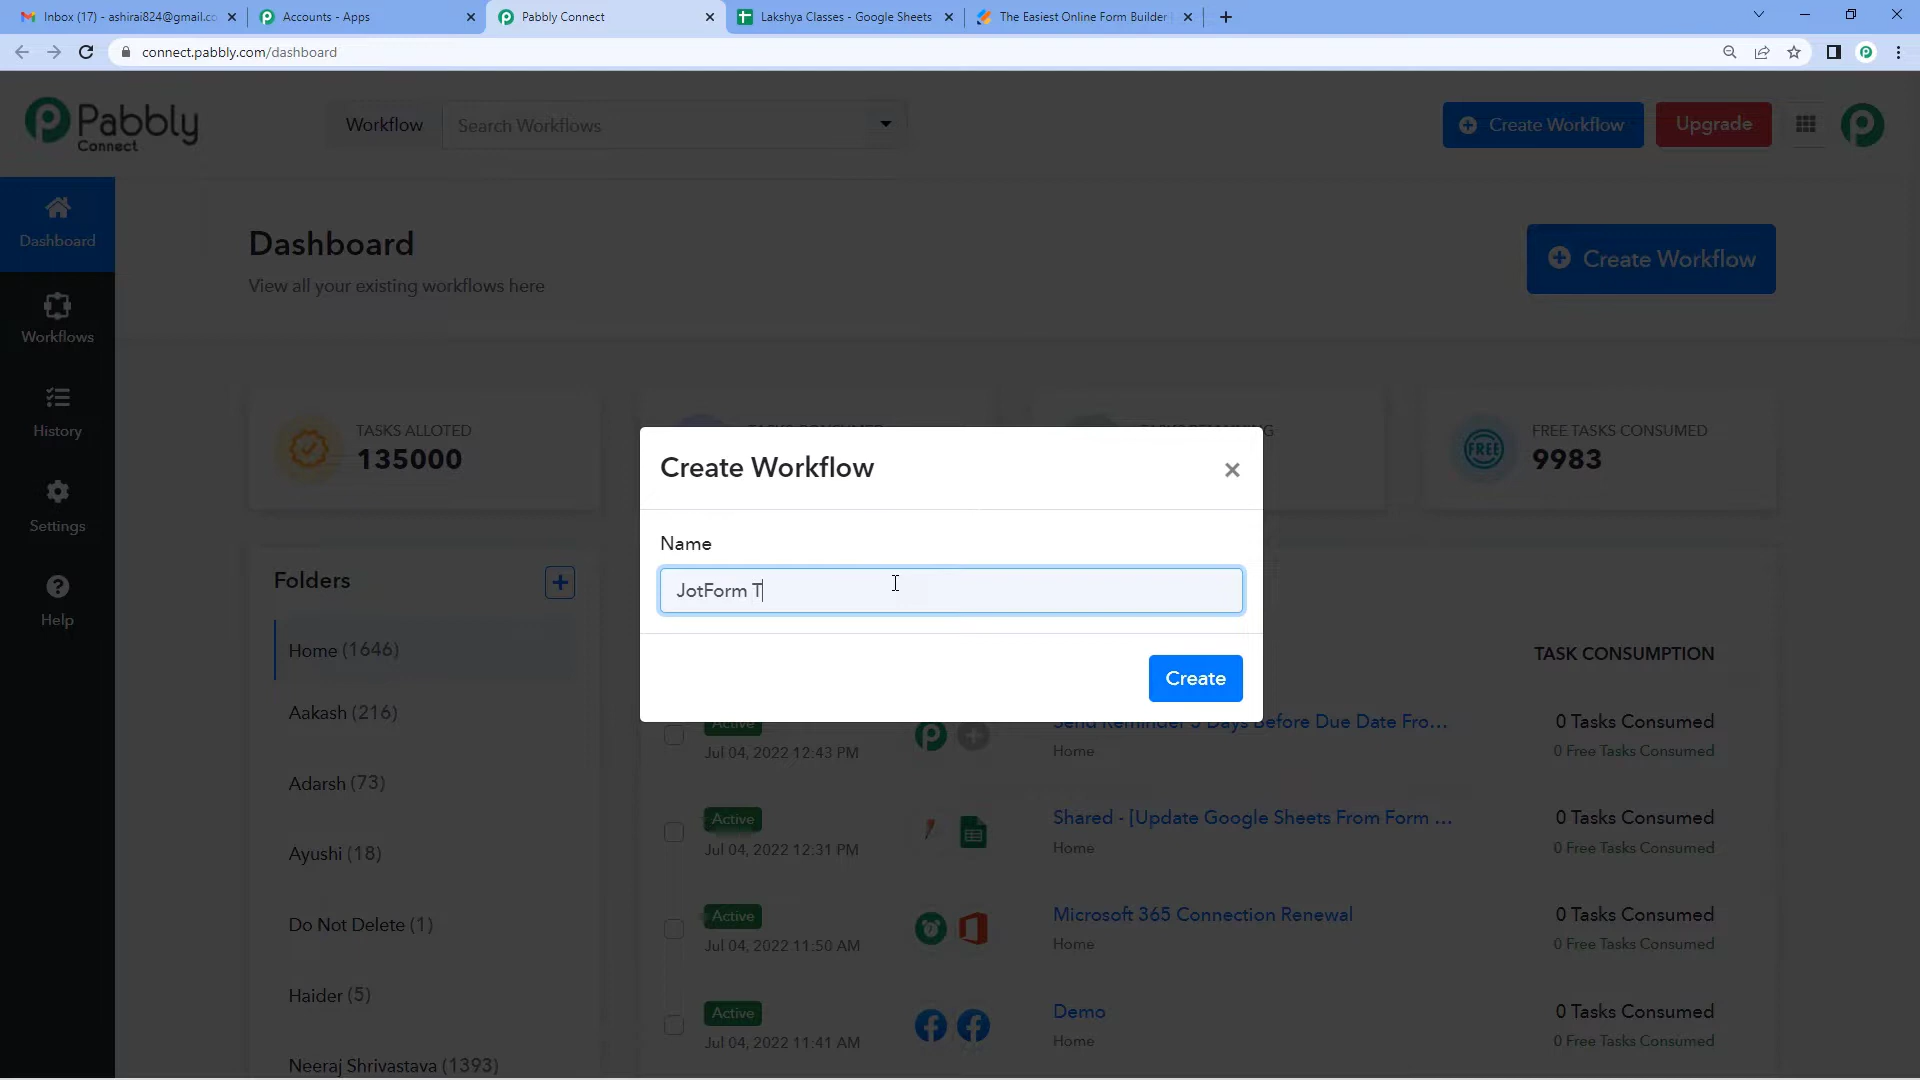 Inbox (17) - ashirai824@gmail.co
Accounts - Apps
Pabbly Connect
Lakshya Classes - Google Sheets
The Easiest Online Form Builder
connect.pabbly.com/dashboard
Pabbly
Connect
Workflow
Search Workflows
Create Workflow
Upgrade
Dashboard
Workflows
History
Settings
Help
Dashboard
View all your existing workflows here
Create Workflow
TASKS ALLOTED
135000
FREE TASKS CONSUMED
9983
FREE
Create Workflow
Name
JotForm T
Create
Folders
Home (1646)
Aakash (216)
Adarsh (73)
Ayushi (18)
Do Not Delete (1)
Haider (5)
Neeraj Shrivastava (1393)
TASK CONSUMPTION
Active
Jul 04, 2022 12:43 PM
Send Reminder 3 Days Before Due Date Fro...
Home
0 Tasks Consumed
0 Free Tasks Consumed
Active
Jul 04, 2022 12:31 PM
Shared - [Update Google Sheets From Form ...
Home
0 Tasks Consumed
0 Free Tasks Consumed
Active
Jul 04, 2022 11:50 AM
Microsoft 365 Connection Renewal
Home
0 Tasks Consumed
0 Free Tasks Consumed
Active
Jul 04, 2022 11:41 AM
Demo
Home
0 Tasks Consumed
0 Free Tasks Consumed